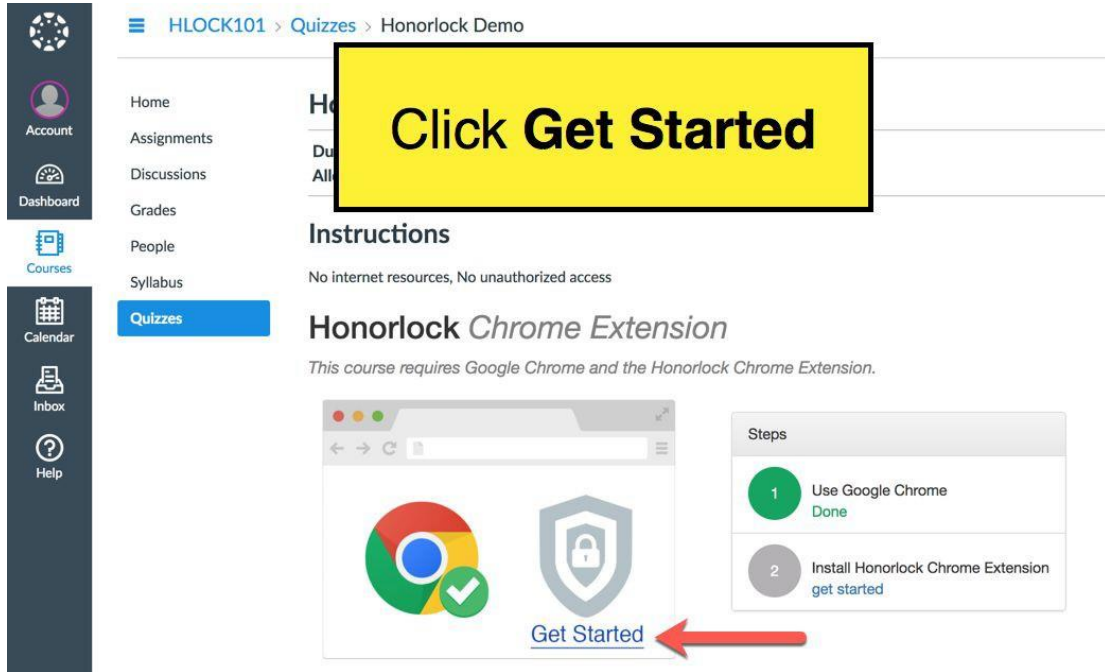 HLOCK101 > Quizzes > Honorlock Demo
Account
Dashboard
Courses
Calendar
Inbox
Help
Home
Assignments
Discussions
Grades
People
Syllabus
Quizzes
Click Get Started
Instructions
No internet resources, No unauthorized access
Honorlock Chrome Extension
This course requires Google Chrome and the Honorlock Chrome Extension.
Get Started
Steps
1
Use Google Chrome
Done
2
Install Honorlock Chrome Extension
get started